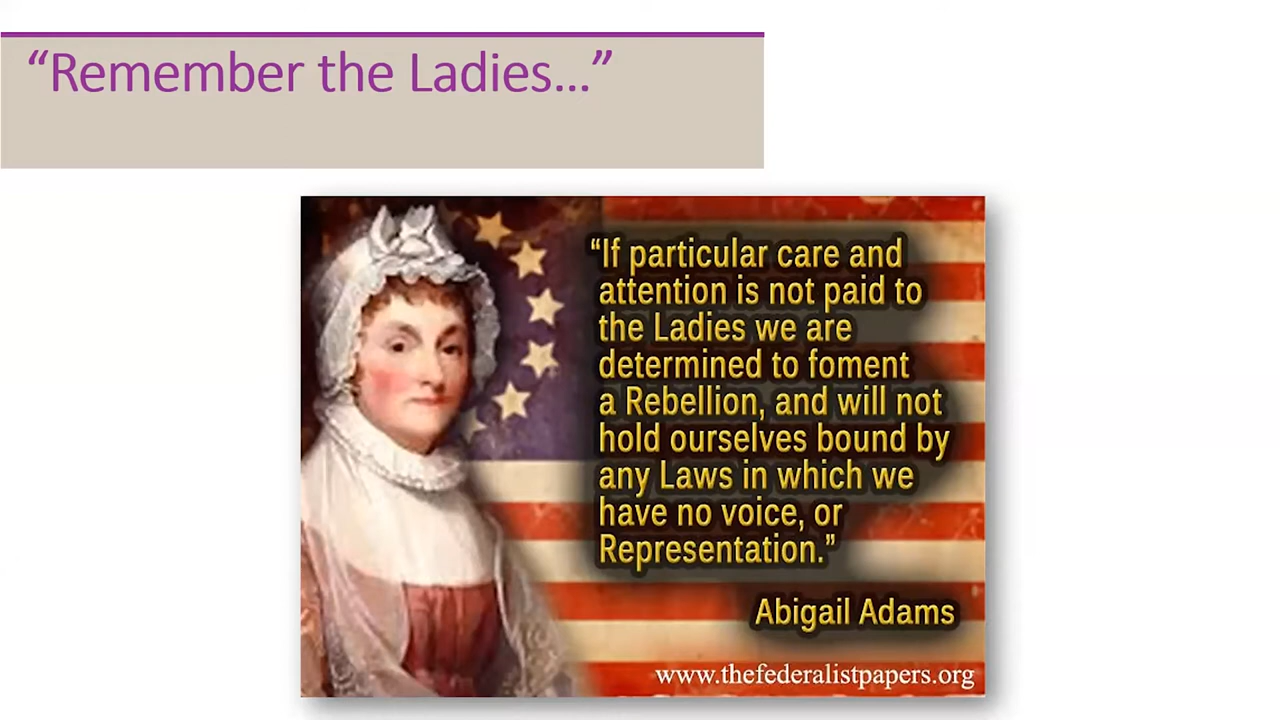 “Remember the Ladies...”
“If particular care and
attention is not paid to
the Ladies we are
determined to foment
a Rebellion, and will not
hold ourselves bound by
any Laws in which we
have no voice, or
Representation.”
Abigail Adams
www.thefederalistpapers.org